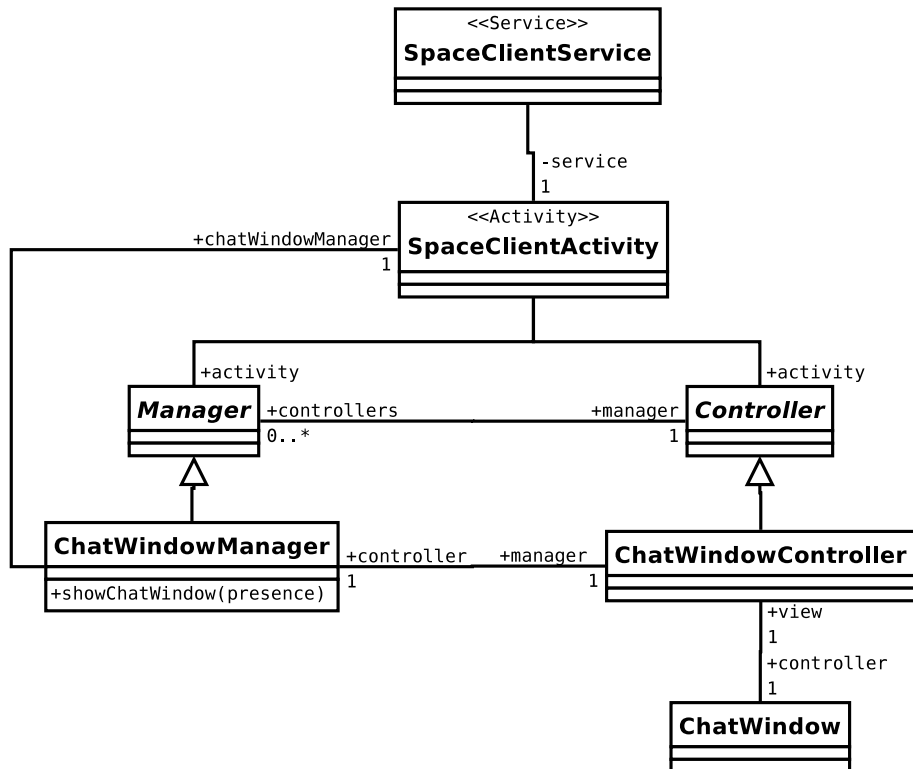 <<Service>>
SpaceClientService
-service
1
<<Activity>>
SpaceClientActivity
+chatWindowManager
1
+activity
+activity
Manager
+controllers
0..*
+manager
1
Controller
ChatWindowManager
+showChatWindow(presence)
+controller
1
+manager
1
ChatWindowController
+view
1
+controller
1
ChatWindow